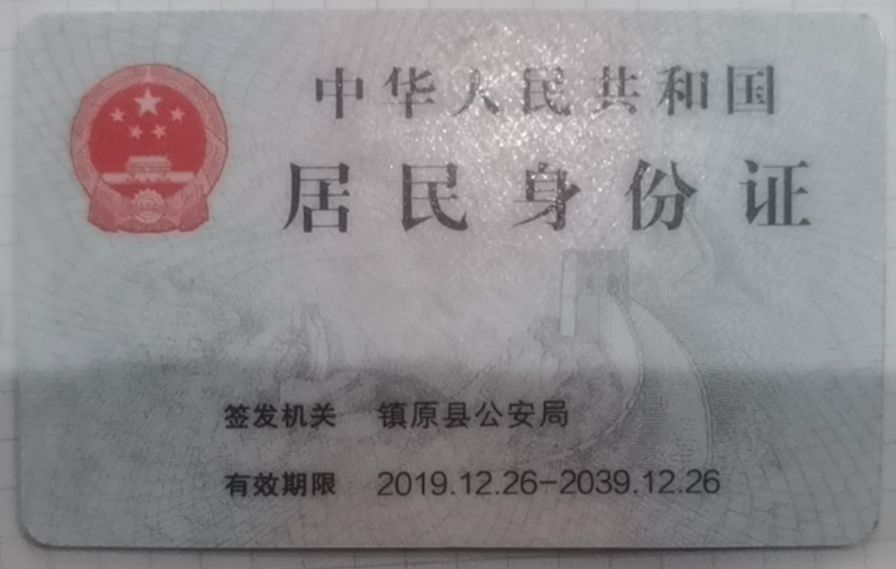 中华人民共和国
居民身份证
签发机关 镇原县公安局
有效期限 2019.12.26-2039.12.26